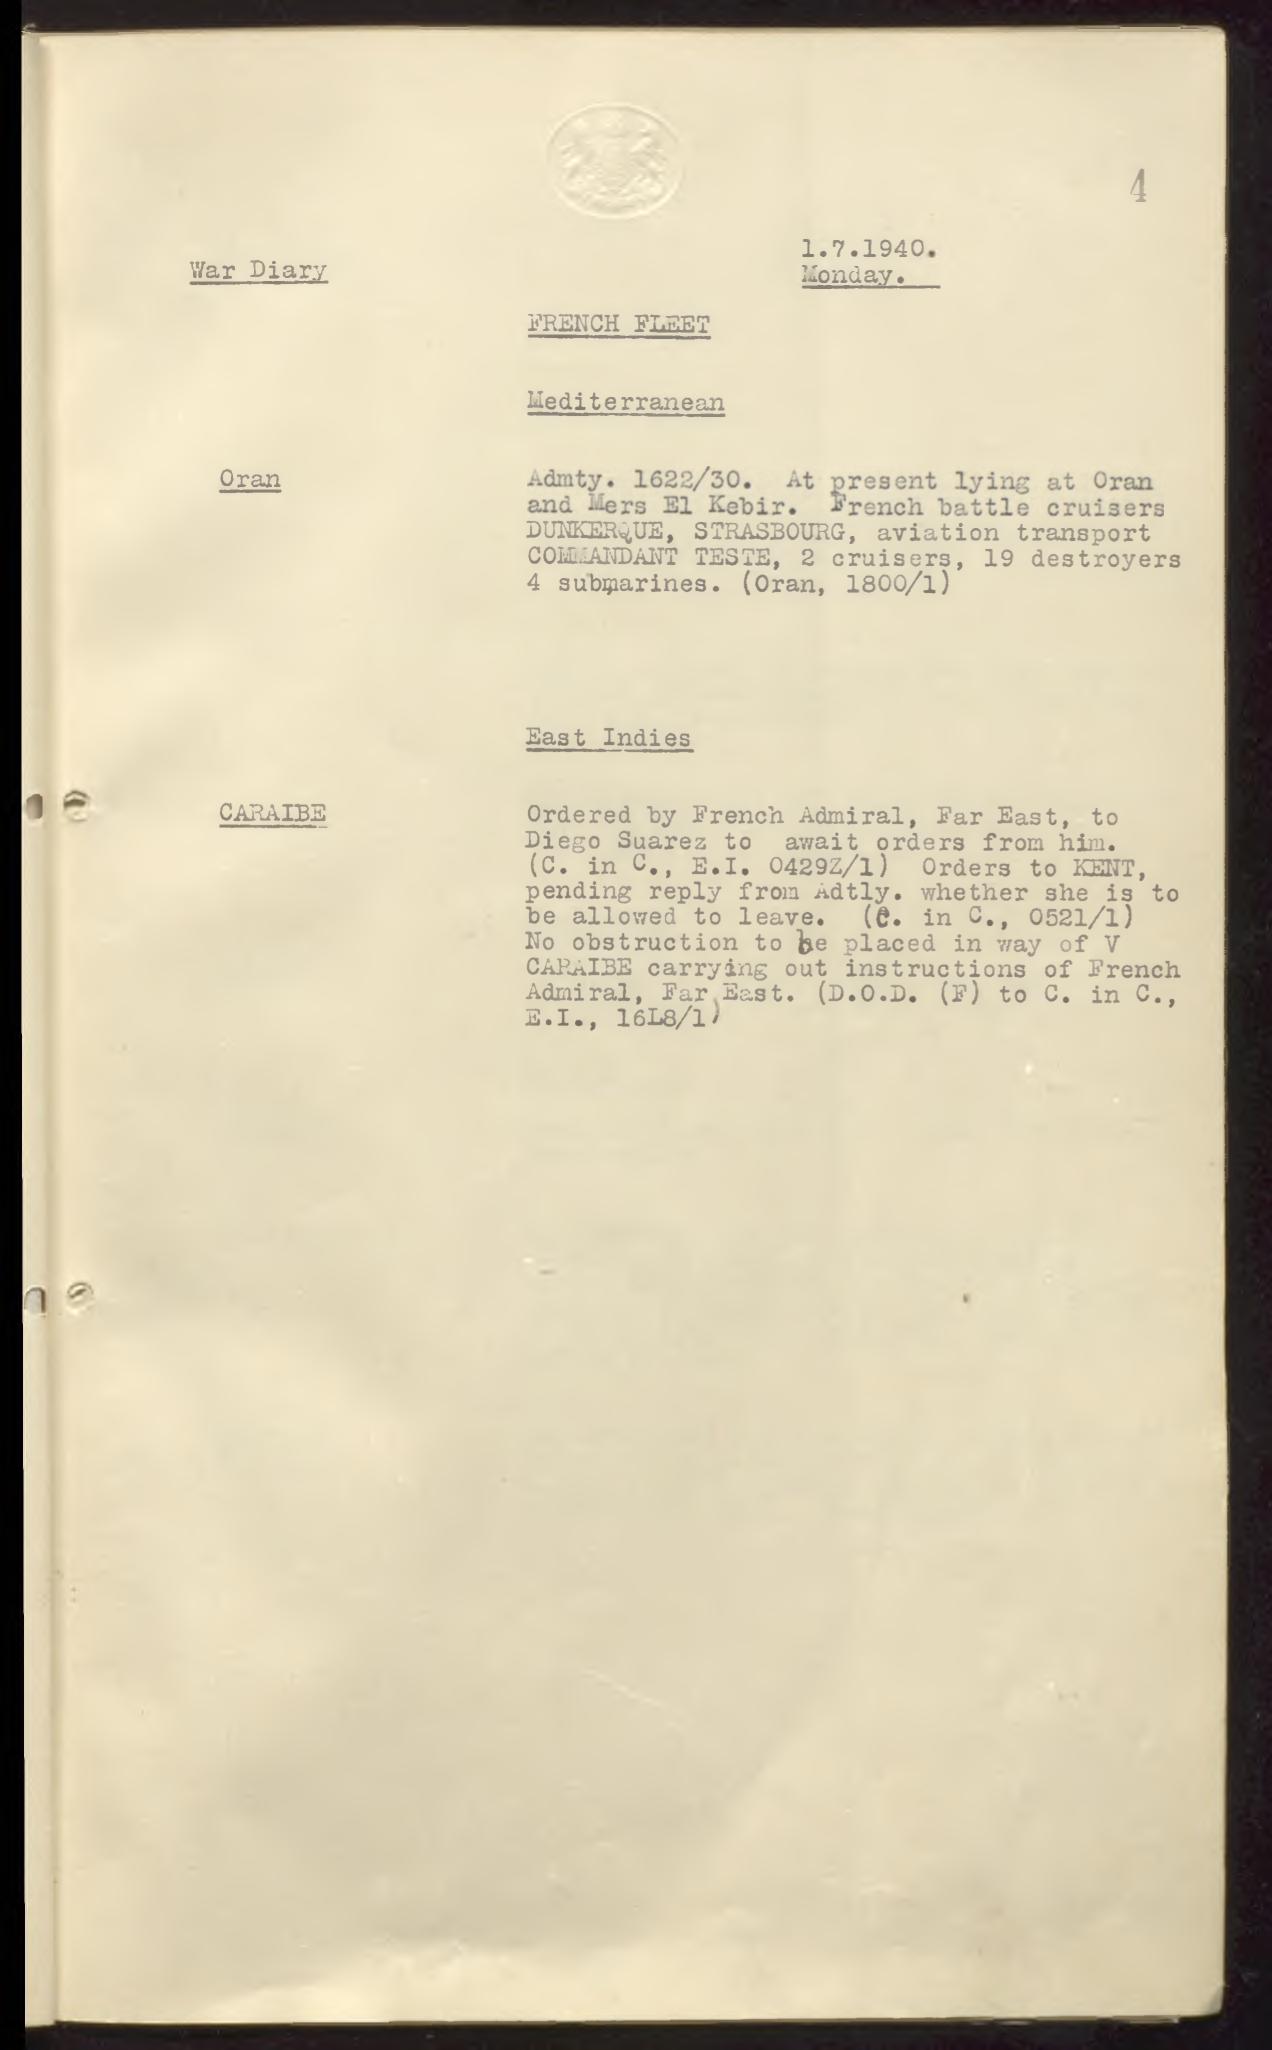 4
1.7.1940.
War Diary
Monday.
FRENCH FLEET
Mediterranean
Oran
Admty. 1622/30. At present lying at Oran
and Mers El Kebir. French battle cruisers
DUNKERQUE, STRASBOURG, aviation transport
COMMANDANT TESTE, 2 cruisers, 19 destroyers
4 submarines. (Oran, 1800/1)
East Indies
CARAIBE
Ordered by French Admiral, Far East, to
Diego Suarez to await orders from him.
(C. in C., E.I. 0429Z/1) Orders to KENT,
pending reply from Adtly. whether she is to
be allowed to leave. (C. in C., 0521/1)
No obstruction to be placed in way of V
CARAIBE carrying out instructions of French
Admiral, Far East. (D.O.D. (F) to C. in C.,
E.I., 16L8/1)